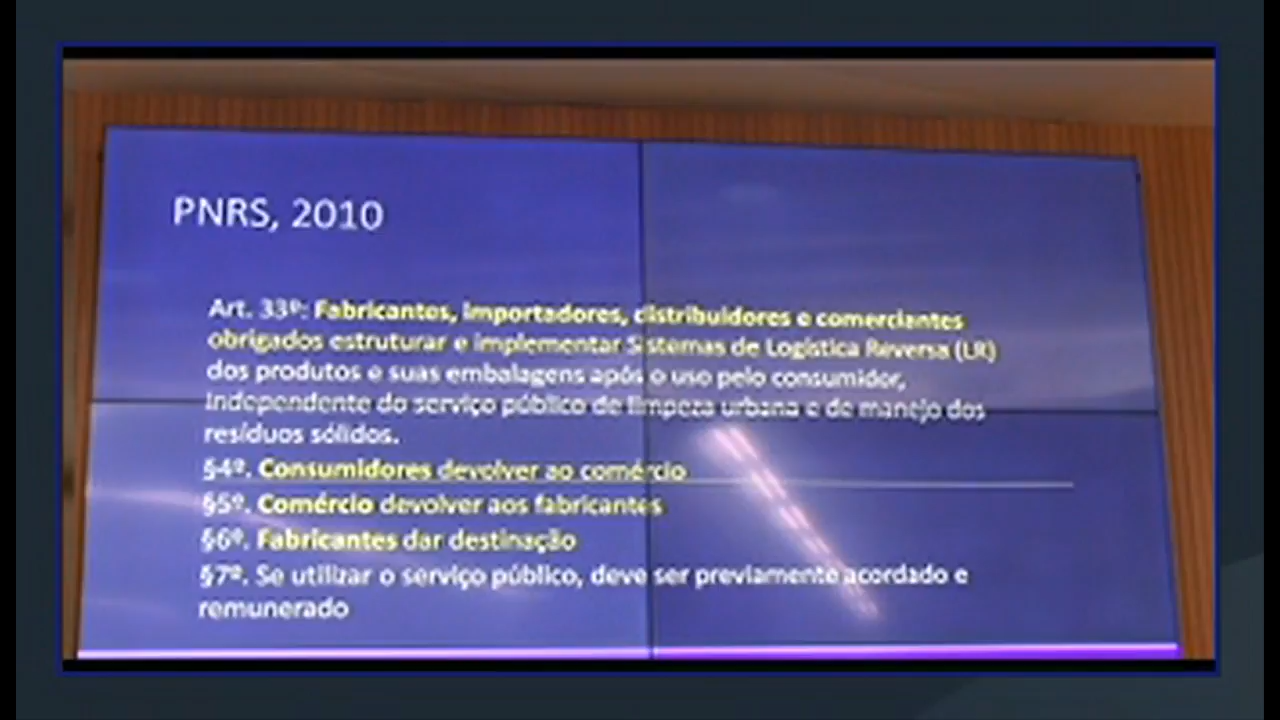 PNRS, 2010
Art. 33º: Fabricantes, importadores, distribuidores e comerciantes
obrigados estruturar e implementar Sistemas de Logística Reversa (LR)
dos produtos e suas embalagens após o uso pelo consumidor,
independente do serviço público de limpeza urbana e de manejo dos
resíduos sólidos.
§4º. Consumidores devolver ao comércio
§5º. Comércio devolver aos fabricantes
§6º. Fabricantes dar destinação
§7º. Se utilizar o serviço público, deve ser previamente acordado e
remunerado